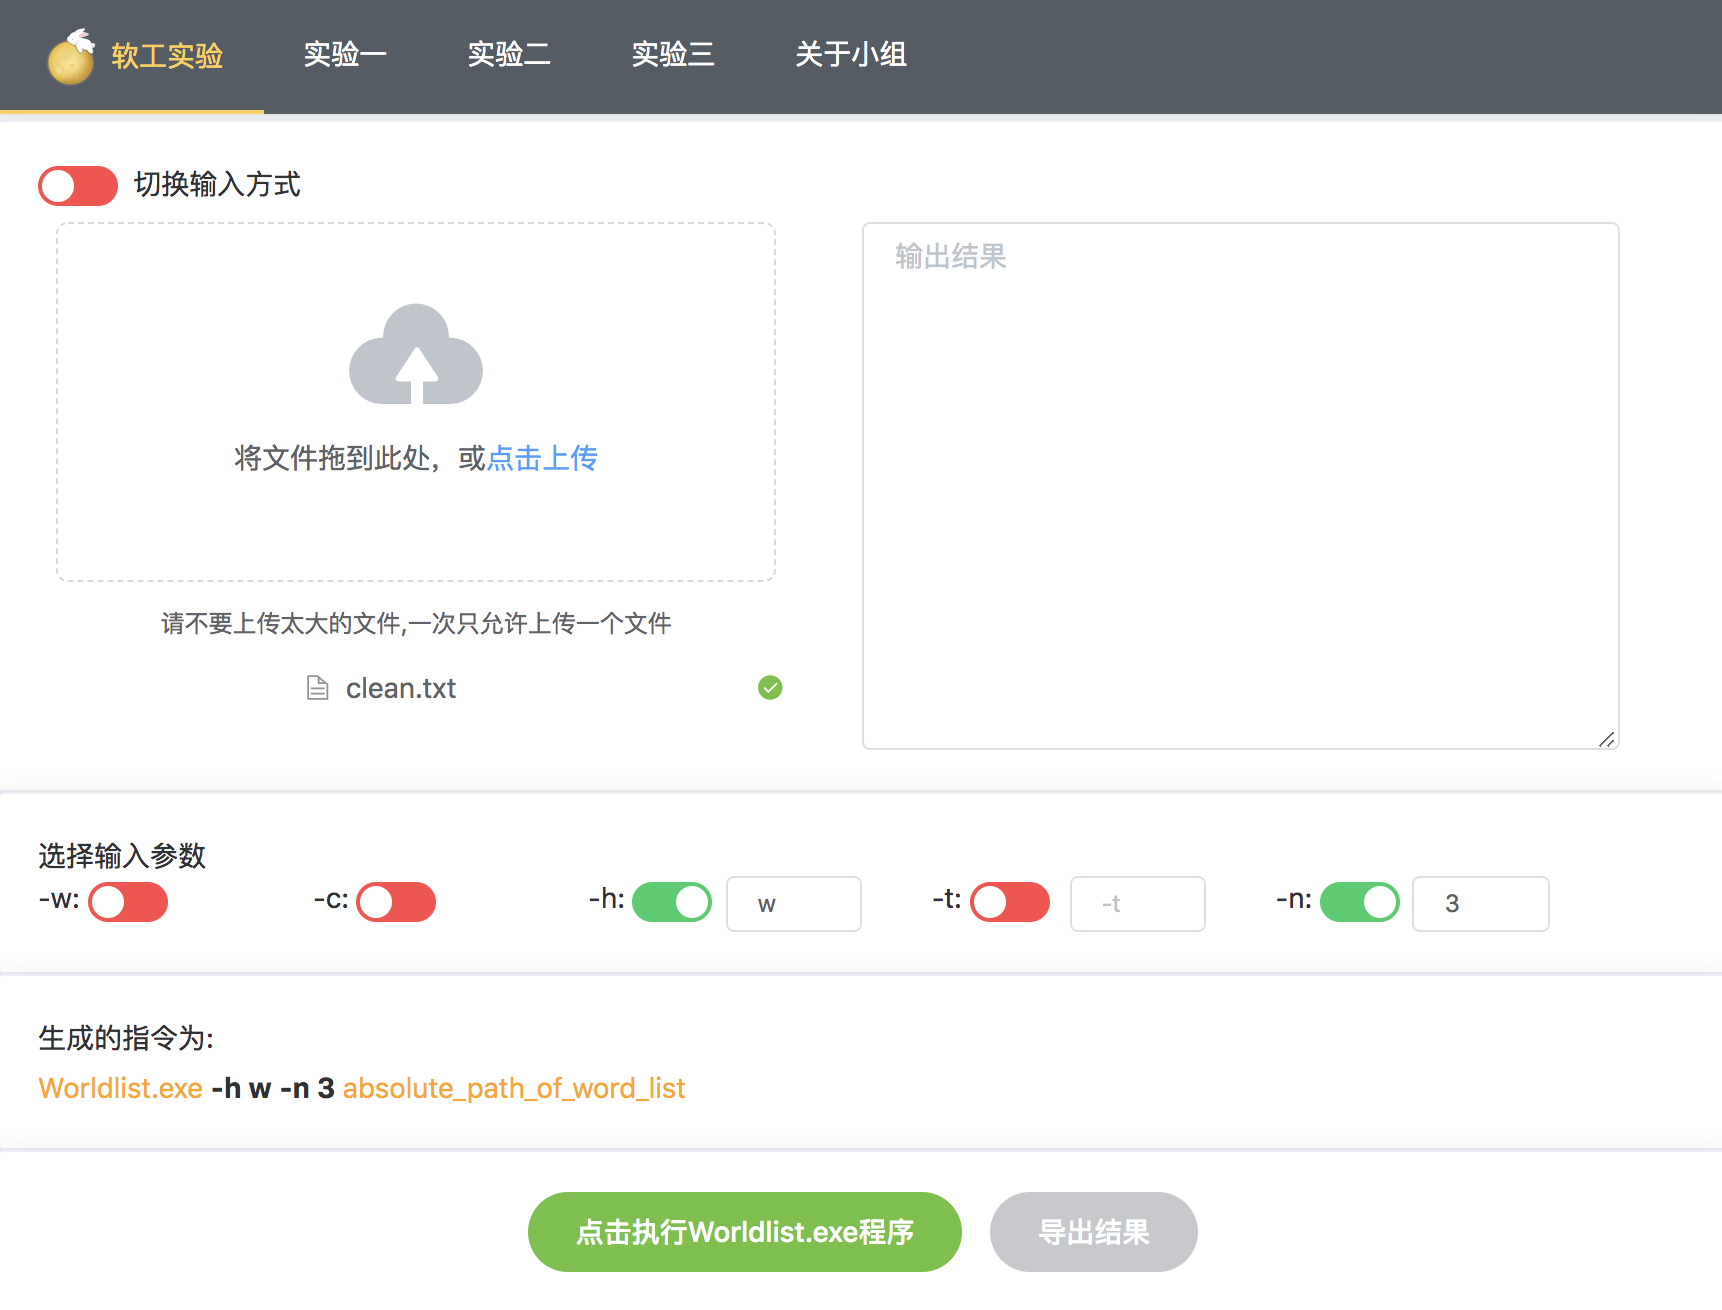 软工实验 实验一 实验二 实验三 关于小组
切换输入方式
将文件拖到此处，或点击上传
请不要上传太大的文件,一次只允许上传一个文件
clean.txt
输出结果
选择输入参数
-w: -c: -h: w -t: -t -n: 3
生成的指令为:
Worldlist.exe -h w -n 3 absolute_path_of_word_list
点击执行Worldlist.exe程序 导出结果